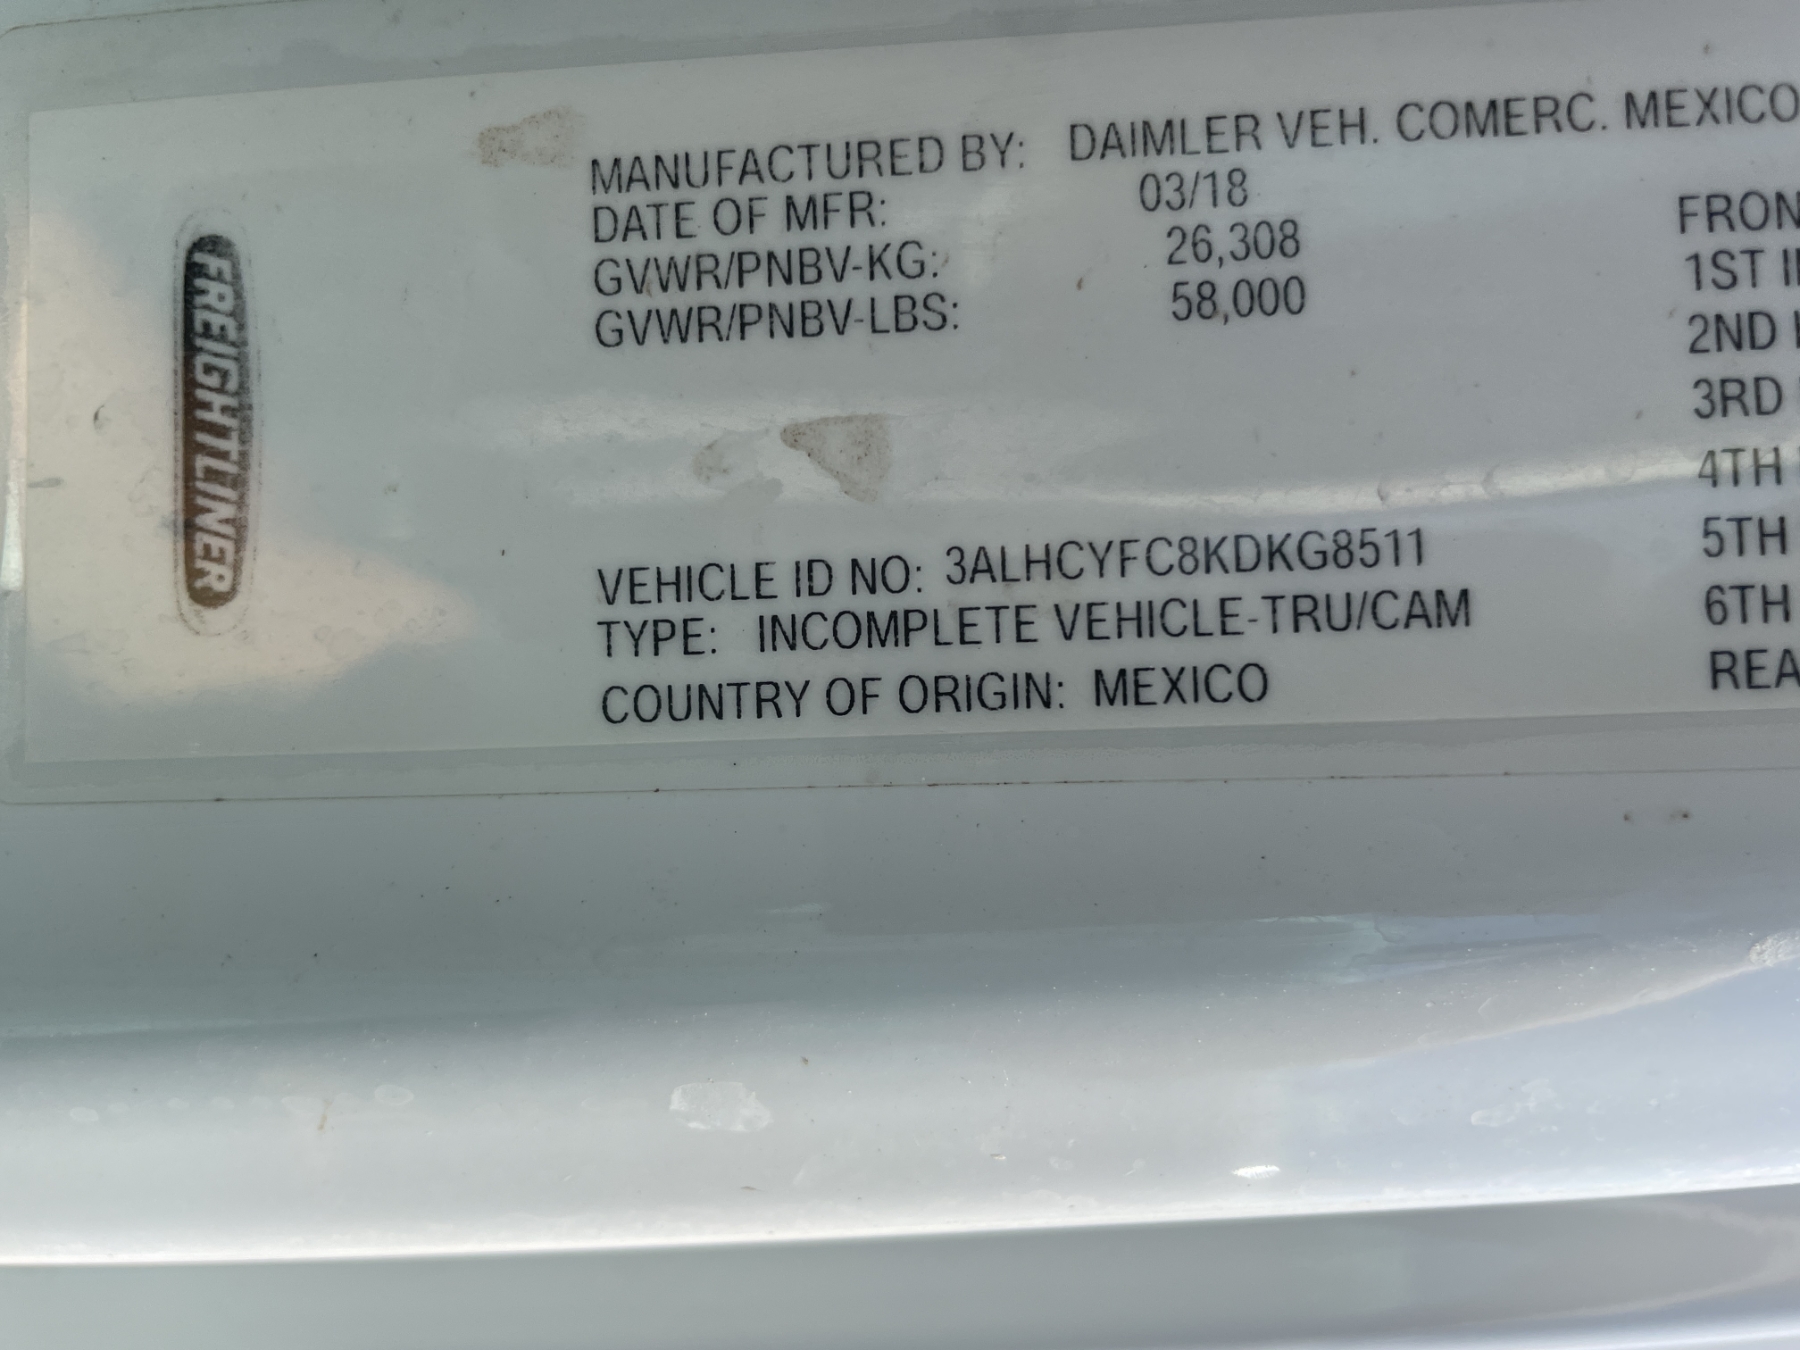 FREIGHTLINER
MANUFACTURED BY: DAIMLER VEH. COMERC. MEXICO
DATE OF MFR: 03/18
GVWR/PNBV-KG: 26,308
GVWR/PNBV-LBS: 58,000
VEHICLE ID NO: 3ALHCYFC8KDKG8511
TYPE: INCOMPLETE VEHICLE-TRU/CAM
COUNTRY OF ORIGIN: MEXICO
FRON
1ST
2ND
3RD
4TH
5TH
6TH
REA